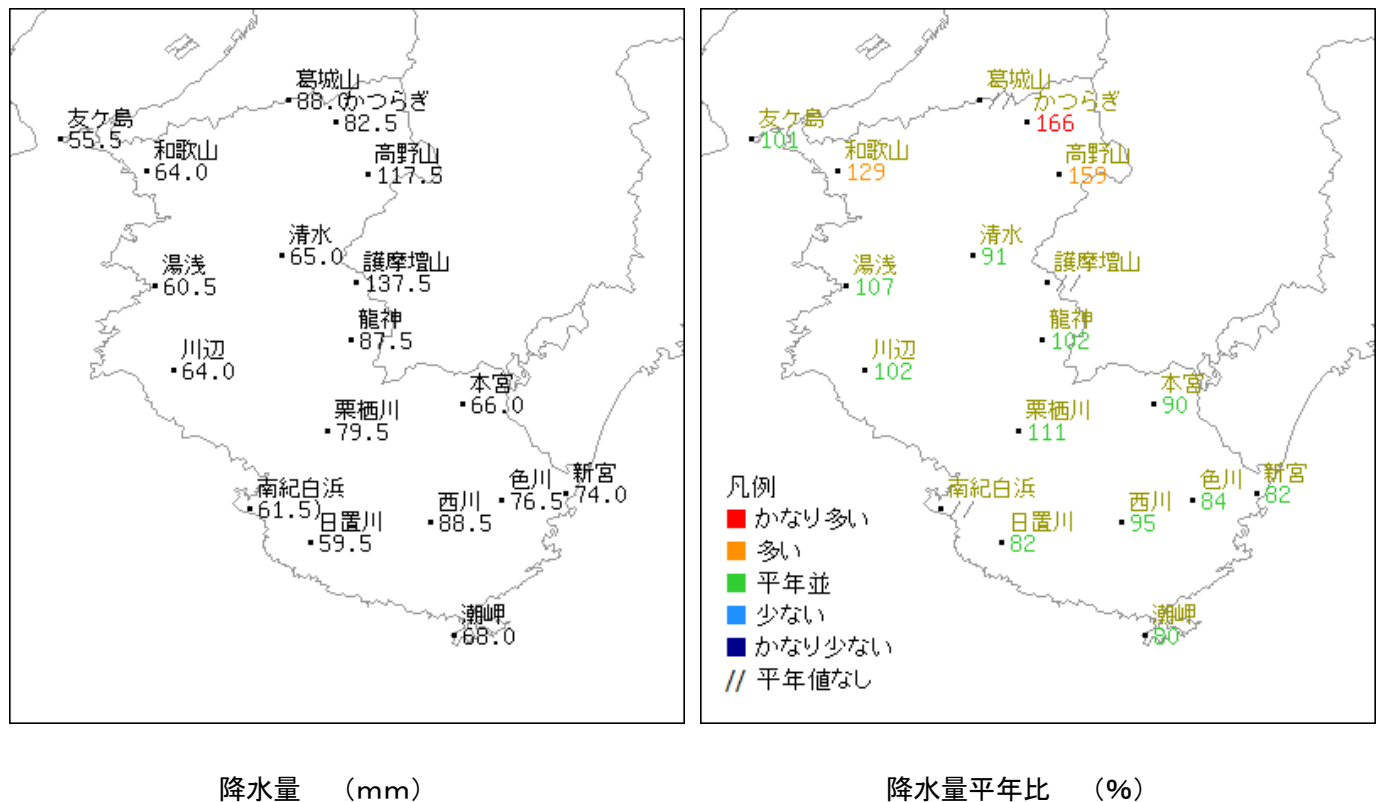 葛城山
88.0
かつらぎ
82.5
友ケ島
55.5
和歌山
64.0
高野山
117.5
清水
65.0
湯浅
60.5
護摩壇山
137.5
龍神
87.5
川辺
64.0
本宮
66.0
栗栖川
79.5
南紀白浜
61.5)
日置川
59.5
西川
88.5
色川
76.5
新宮
74.0
潮岬
68.0
降水量 (mm)
葛城山
//
かつらぎ
166
友ケ島
101
和歌山
129
高野山
159
清水
91
湯浅
107
護摩壇山
//
龍神
102
川辺
102
本宮
90
栗栖川
111
南紀白浜
//
日置川
82
西川
95
色川
84
新宮
82
潮岬
80
凡例
かなり多い
多い
平年並
少ない
かなり少ない
// 平年値なし
降水量平年比 (%)